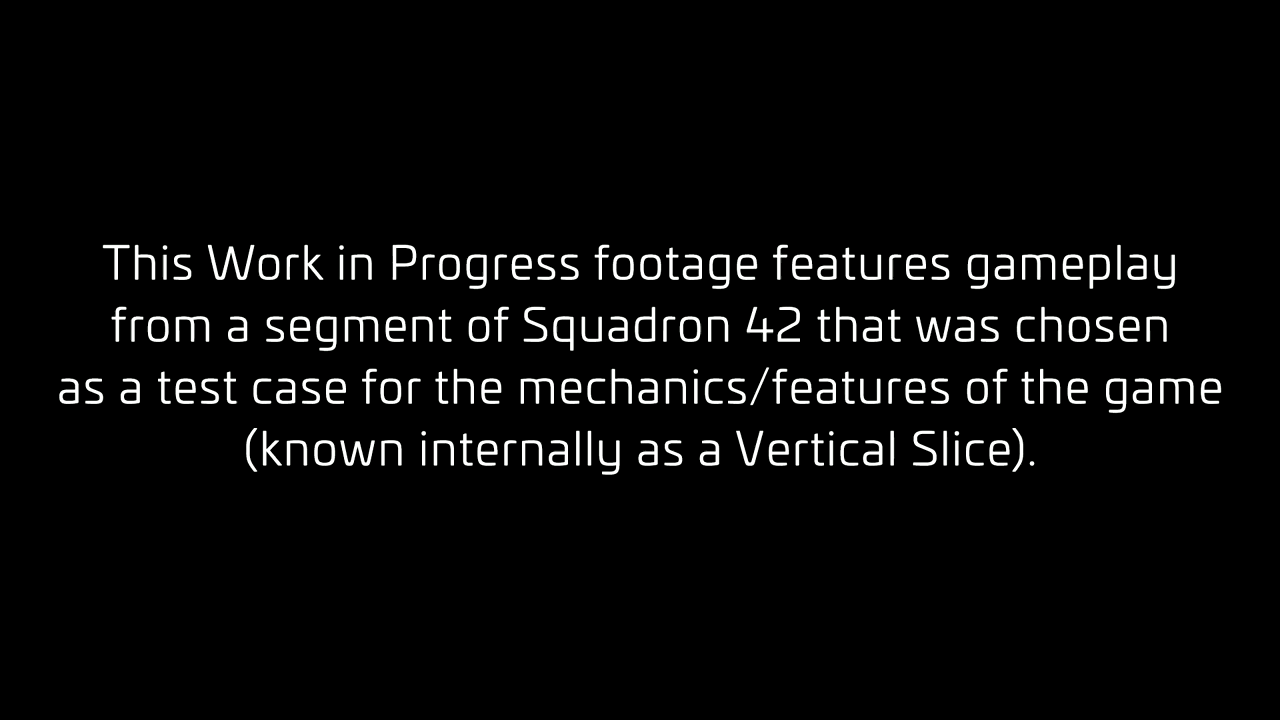 This Work in Progress footage features gameplay
from a segment of Squadron 42 that was chosen
as a test case for the mechanics/features of the game
(known internally as a Vertical Slice).